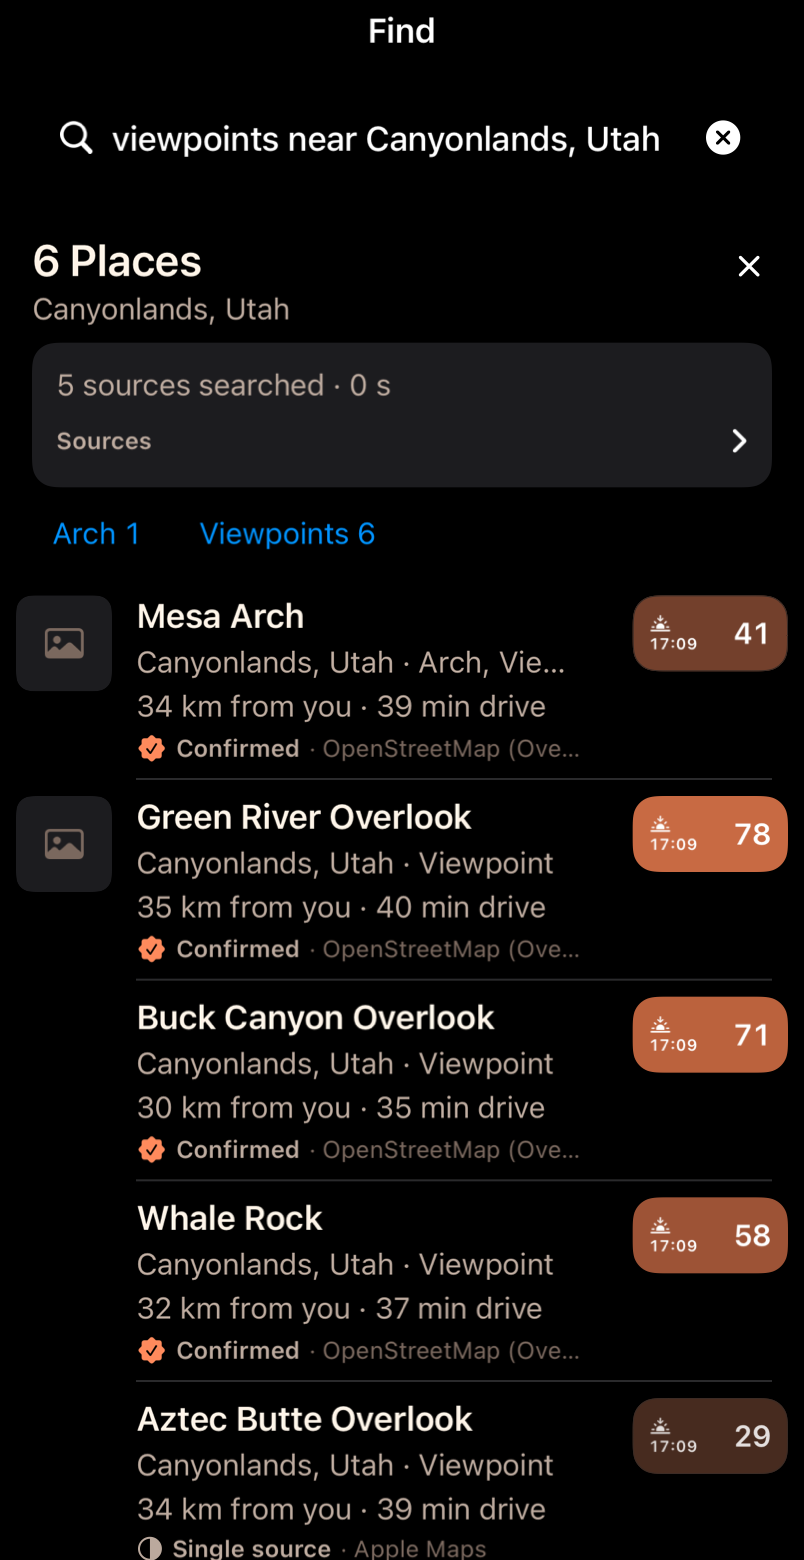 Find
viewpoints near Canyonlands, Utah
6 Places
Canyonlands, Utah
5 sources searched · 0 s
Sources
Arch 1
Viewpoints 6
Mesa Arch
17:09
41
Canyonlands, Utah · Arch, Vie...
34 km from you · 39 min drive
Confirmed · OpenStreetMap (Ove...
Green River Overlook
17:09
78
Canyonlands, Utah · Viewpoint
35 km from you · 40 min drive
Confirmed · OpenStreetMap (Ove...
Buck Canyon Overlook
17:09
71
Canyonlands, Utah · Viewpoint
30 km from you · 35 min drive
Confirmed · OpenStreetMap (Ove...
Whale Rock
17:09
58
Canyonlands, Utah · Viewpoint
32 km from you · 37 min drive
Confirmed · OpenStreetMap (Ove...
Aztec Butte Overlook
17:09
29
Canyonlands, Utah · Viewpoint
34 km from you · 39 min drive
Single source · Apple Maps